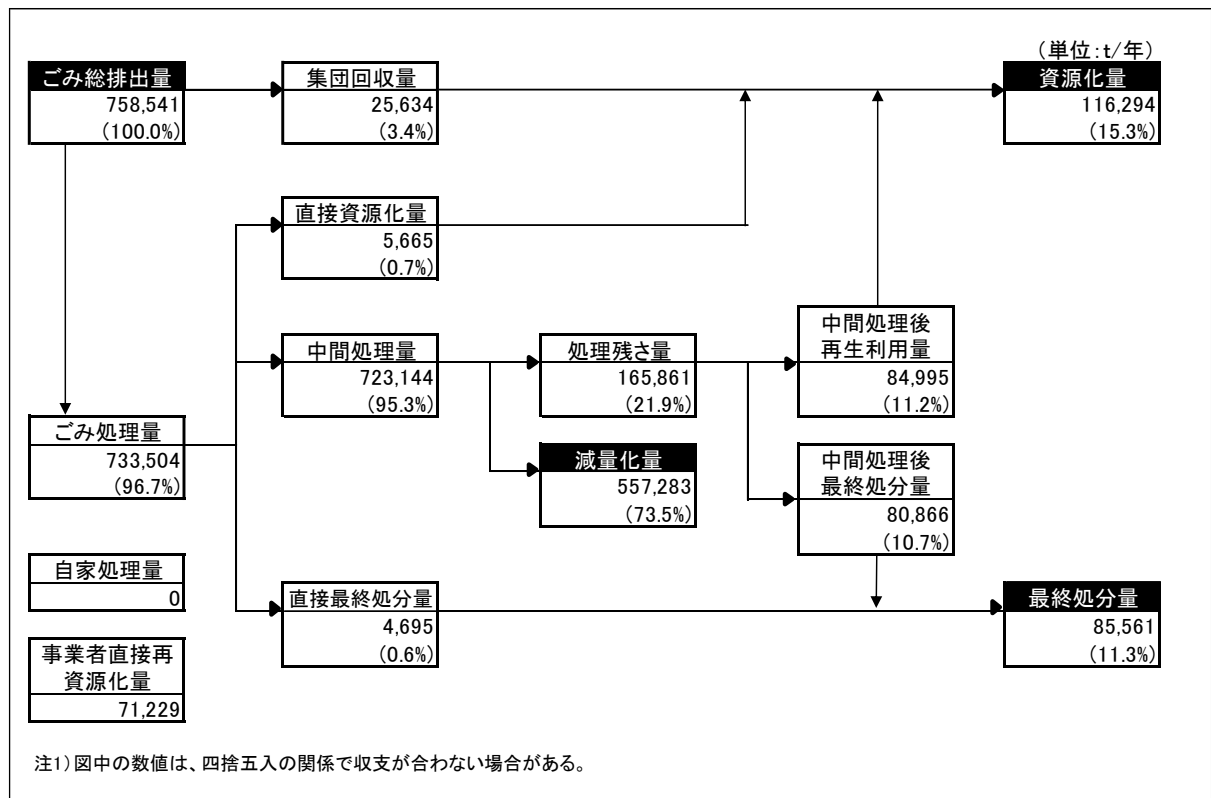 (単位:t/年)
ごみ総排出量
758,541
(100.0%)
集団回収量
25,634
(3.4%)
資源化量
116,294
(15.3%)
直接資源化量
5,665
(0.7%)
中間処理量
723,144
(95.3%)
処理残さ量
165,861
(21.9%)
中間処理後
再生利用量
84,995
(11.2%)
ごみ処理量
733,504
(96.7%)
減量化量
557,283
(73.5%)
中間処理後
最終処分量
80,866
(10.7%)
自家処理量
0
直接最終処分量
4,695
(0.6%)
最終処分量
85,561
(11.3%)
事業者直接再
資源化量
71,229
注1)図中の数値は、四捨五入の関係で収支が合わない場合がある。